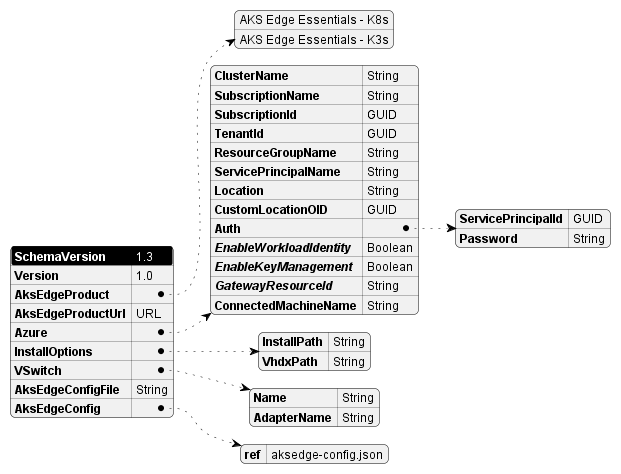 AKS Edge Essentials - K8s
AKS Edge Essentials - K3s
ClusterName String
SubscriptionName String
SubscriptionId GUID
TenantId GUID
ResourceGroupName String
ServicePrincipalName String
Location String
CustomLocationOID GUID
Auth
EnableWorkloadIdentity Boolean
EnableKeyManagement Boolean
GatewayResourceId String
ConnectedMachineName String
ServicePrincipalId GUID
Password String
SchemaVersion 1.3
Version 1.0
AksEdgeProduct
AksEdgeProductUrl URL
Azure
InstallOptions
VSwitch
AksEdgeConfigFile String
AksEdgeConfig
InstallPath String
VhdxPath String
Name String
AdapterName String
ref aksedge-config.json